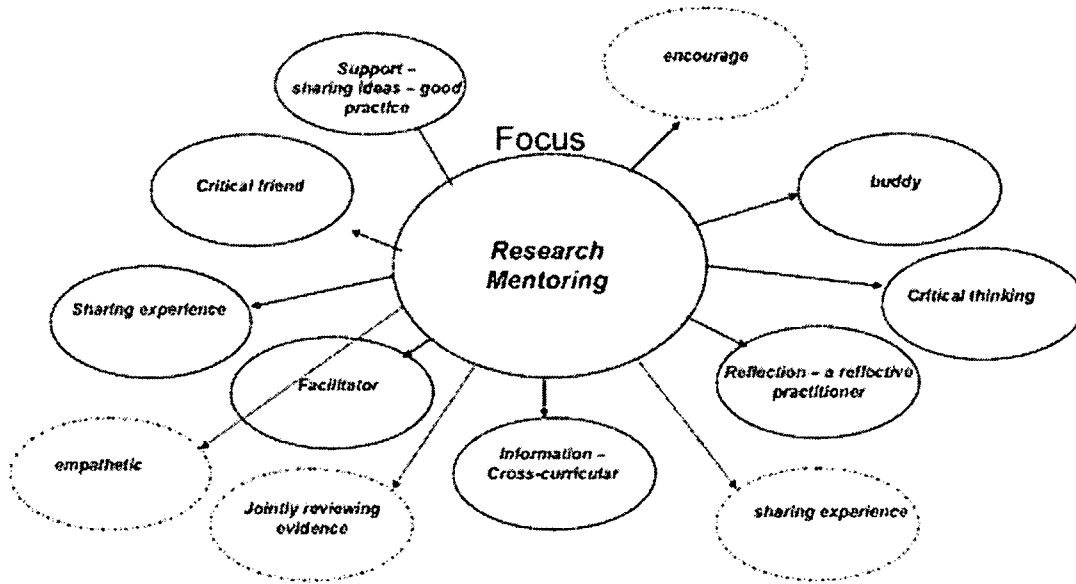 encourage
Support –
sharing ideas – good
practice
Focus
Critical friend
buddy
Research
Mentoring
Sharing experience
Critical thinking
Facilitator
Reflection – a reflective
practitioner
empathetic
Information –
Cross-curricular
Jointly reviewing
evidence
sharing experience